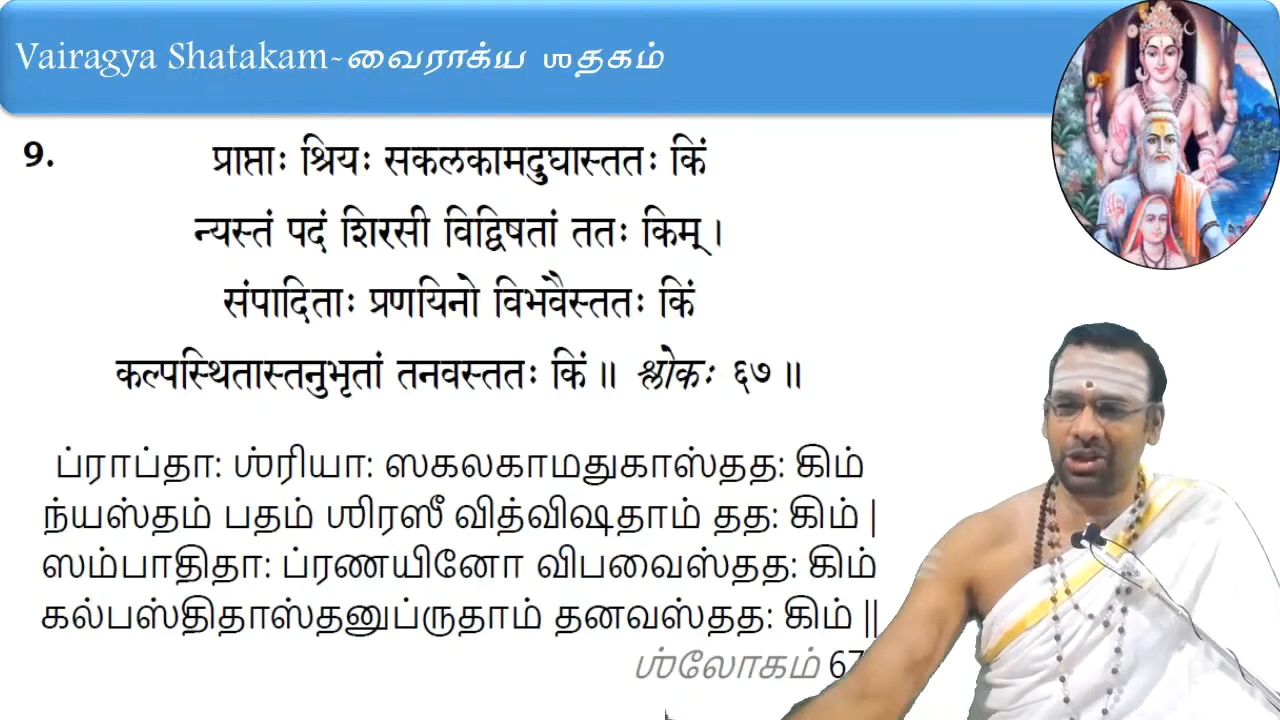 Vairagya Shatakam-வைராக்ய ஶதகம்
9.
प्राप्ताः श्रियः सकलकामदुघास्ततः किं
न्यस्तं पदं शिरसी विद्विषतां ततः किम् ।
संपादिताः प्रणयिनो विभवैस्ततः किं
कल्पस्थितास्तनुभृतां तनवस्ततः किं ॥ श्लोकः ६७ ॥
ப்ராப்தா: ஶ்ரியா: ஸகலகாமதுகாஸ்தத: கிம்
ந்யஸ்தம் பதம் ஶிரஸீ வித்விஷதாம் தத: கிம் |
ஸம்பாதிதா: ப்ரணயினோ விபவைஸ்தத: கிம்
கல்பஸ்திதாஸ்தனுப்ருதாம் தனவஸ்தத: கிம் ||
ஶ்லோகம் 67